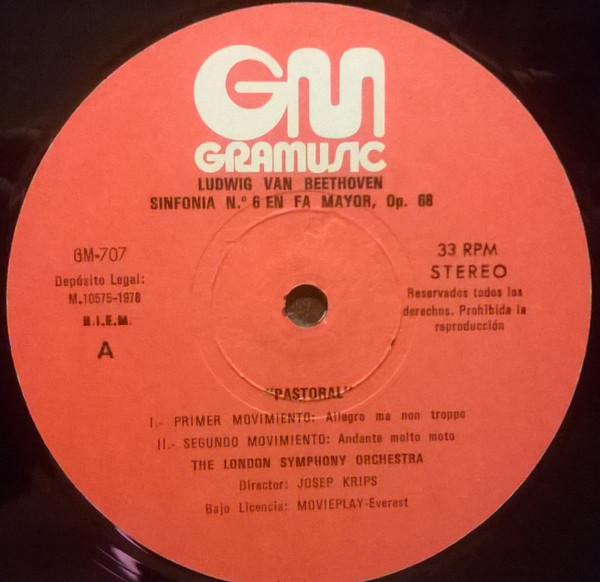 GM
GRAMUSIC
LUDWIG VAN BEETHOVEN
SINFONIA N.º 6 EN FA MAYOR, Op. 68
GM-707
Depósito Legal:
M.10575-1978
B.I.E.M.
A
33 RPM
STEREO
Reservados todos los
derechos. Prohibida la
reproducción
"PASTORAL"
I.- PRIMER MOVIMIENTO: Allegro ma non troppo
II.- SEGUNDO MOVIMIENTO: Andante molto moto
THE LONDON SYMPHONY ORCHESTRA
Director: JOSEP KRIPS
Bajo Licencia: MOVIEPLAY-Everest